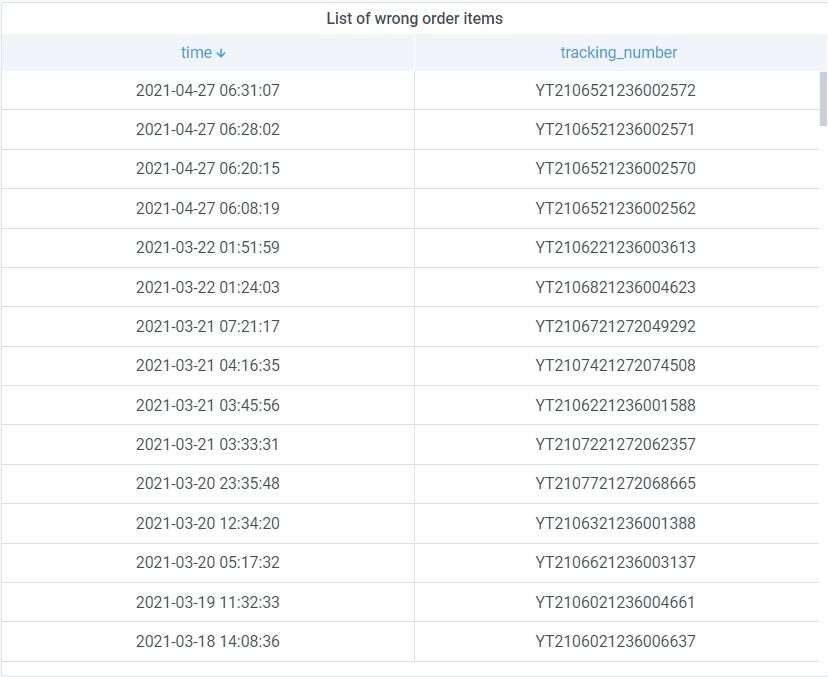 List of wrong order items
time tracking_number
2021-04-27 06:31:07 YT2106521236002572
2021-04-27 06:28:02 YT2106521236002571
2021-04-27 06:20:15 YT2106521236002570
2021-04-27 06:08:19 YT2106521236002562
2021-03-22 01:51:59 YT2106221236003613
2021-03-22 01:24:03 YT2106821236004623
2021-03-21 07:21:17 YT2106721272049292
2021-03-21 04:16:35 YT2107421272074508
2021-03-21 03:45:56 YT2106221236001588
2021-03-21 03:33:31 YT2107221272062357
2021-03-20 23:35:48 YT2107721272068665
2021-03-20 12:34:20 YT2106321236001388
2021-03-20 05:17:32 YT2106621236003137
2021-03-19 11:32:33 YT2106021236004661
2021-03-18 14:08:36 YT2106021236006637